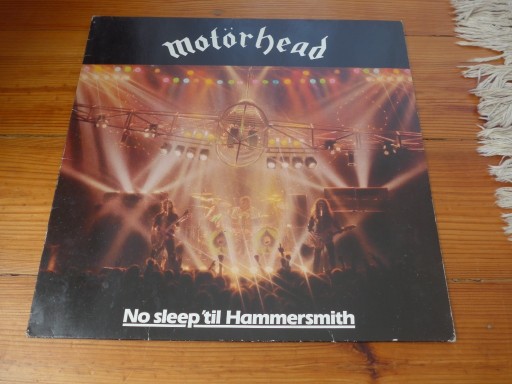 Motörhead
No sleep 'til Hammersmith